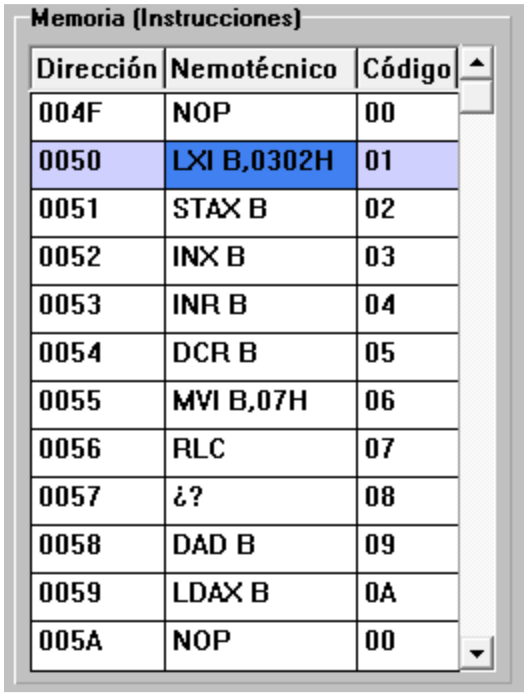 Memoria (Instrucciones)
Dirección Nemotécnico Código
004F NOP 00
0050 LXI B,0302H 01
0051 STAX B 02
0052 INX B 03
0053 INR B 04
0054 DCR B 05
0055 MVI B,07H 06
0056 RLC 07
0057 ¿? 08
0058 DAD B 09
0059 LDAX B 0A
005A NOP 00